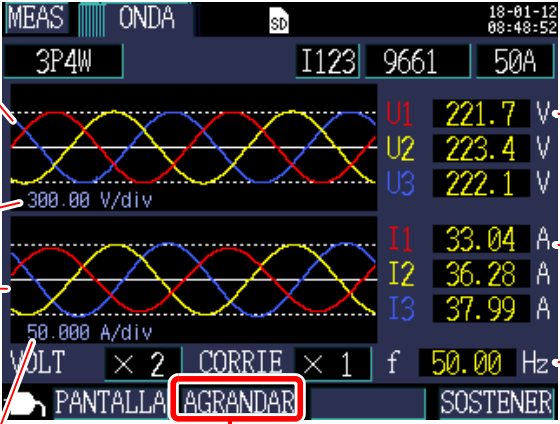 MEAS ONDA SD 18-01-12
08:48:52
3P4W I123 9661 50A
U1 221.7 V
U2 223.4 V
U3 222.1 V
300.00 V/div
I1 33.04 A
I2 36.28 A
I3 37.99 A
50.000 A/div
VOLT × 2 CORRIE × 1 f 50.00 Hz
PANTALLA AGRANDAR SOSTENER